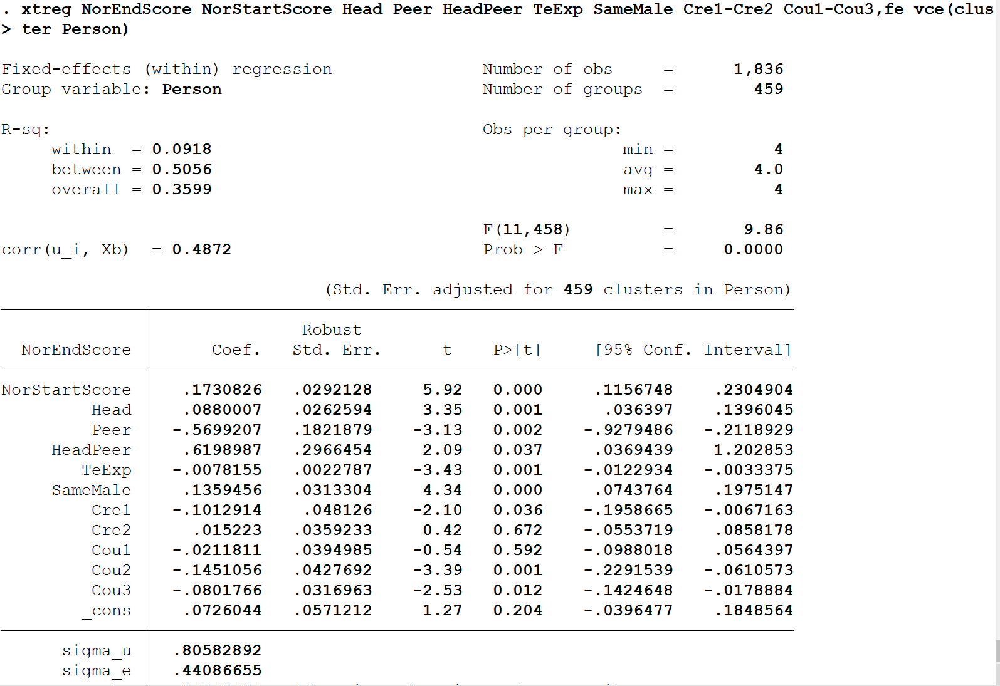 . xtreg NorEndScore NorStartScore Head Peer HeadPeer TeExp SameMale Cre1-Cre2 Cou1-Cou3,fe vce(clus
> ter Person)
Fixed-effects (within) regression Number of obs = 1,836
Group variable: Person Number of groups = 459
R-sq: Obs per group:
within = 0.0918 min = 4
between = 0.5056 avg = 4.0
overall = 0.3599 max = 4
F(11,458) = 9.86
corr(u_i, Xb) = 0.4872 Prob > F = 0.0000
(Std. Err. adjusted for 459 clusters in Person)
Robust
NorEndScore Coef. Std. Err. t P>|t| [95% Conf. Interval]
NorStartScore .1730826 .0292128 5.92 0.000 .1156748 .2304904
Head .0880007 .0262594 3.35 0.001 .036397 .1396045
Peer -.5699207 .1821879 -3.13 0.002 -.9279486 -.2118929
HeadPeer .6198987 .2966454 2.09 0.037 .0369439 1.202853
TeExp -.0078155 .0022787 -3.43 0.001 -.0122934 -.0033375
SameMale .1359456 .0313304 4.34 0.000 .0743764 .1975147
Cre1 -.1012914 .048126 -2.10 0.036 -.1958665 -.0067163
Cre2 .015223 .0359233 0.42 0.672 -.0553719 .0858178
Cou1 -.0211811 .0394985 -0.54 0.592 -.0988018 .0564397
Cou2 -.1451056 .0427692 -3.39 0.001 -.2291539 -.0610573
Cou3 -.0801766 .0316963 -2.53 0.012 -.1424648 -.0178884
_cons .0726044 .0571212 1.27 0.204 -.0396477 .1848564
sigma_u .80582892
sigma_e .44086655